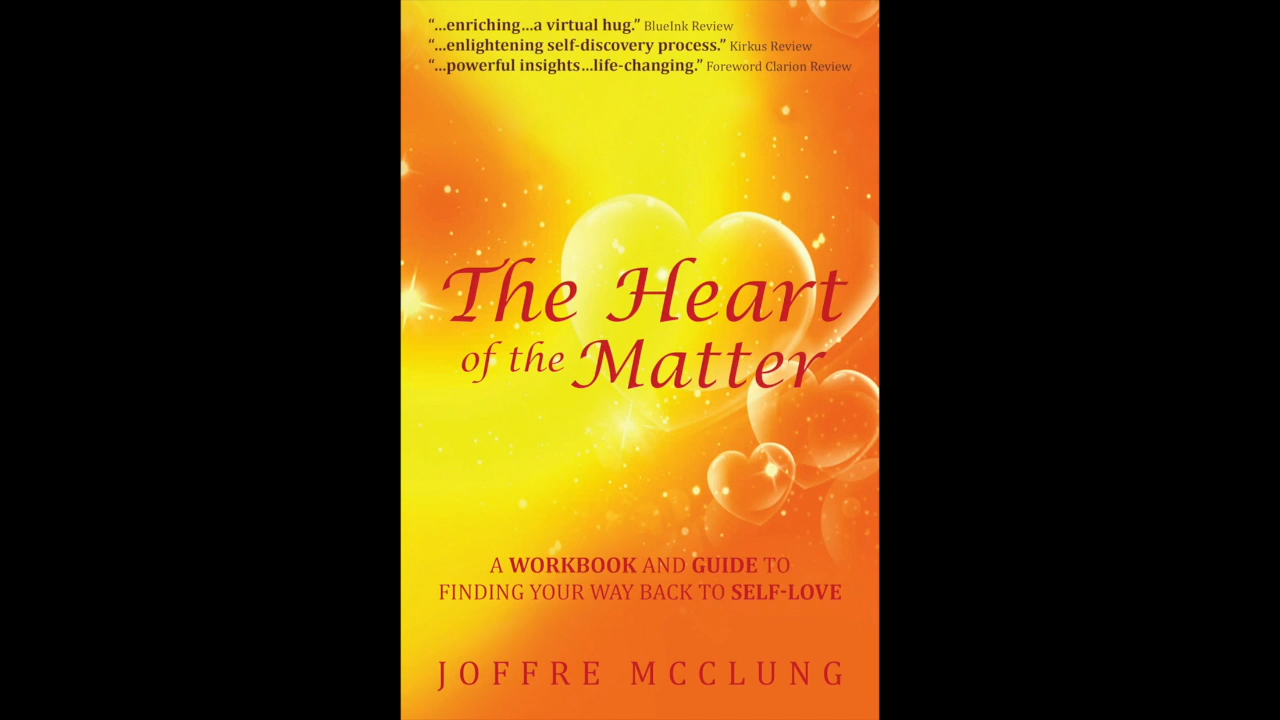 “...enriching...a virtual hug.” BlueInk Review
“...enlightening self-discovery process.” Kirkus Review
“...powerful insights...life-changing.” Foreword Clarion Review
The Heart
of the Matter
A WORKBOOK AND GUIDE TO
FINDING YOUR WAY BACK TO SELF-LOVE
JOFFRE MCCLUNG